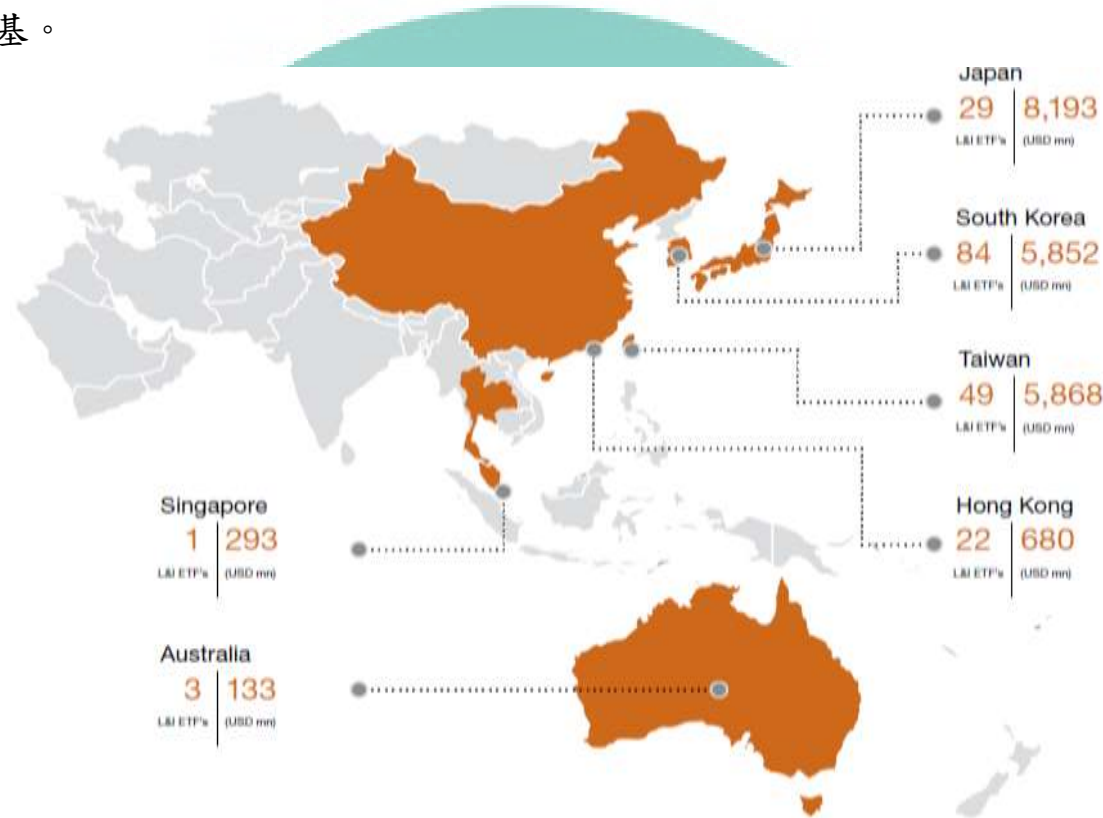 基。
Japan
29 8,193
L&I ETF's (USD mn)
South Korea
84 5,852
L&I ETF's (USD mn)
Taiwan
49 5,868
L&I ETF's (USD mn)
Hong Kong
22 680
L&I ETF's (USD mn)
Singapore
1 293
L&I ETF's (USD mn)
Australia
3 133
L&I ETF's (USD mn)